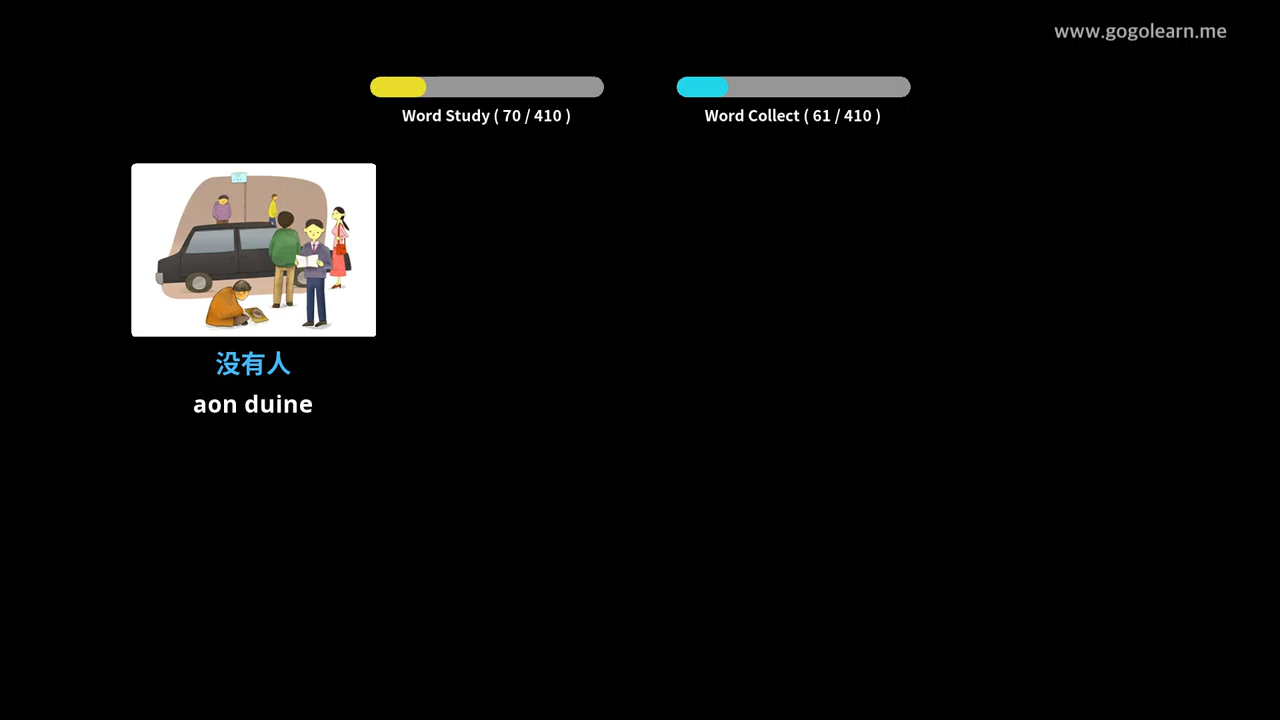 www.gogolearn.me
Word Study ( 70 / 410 )
Word Collect ( 61 / 410 )
没有人
aon duine